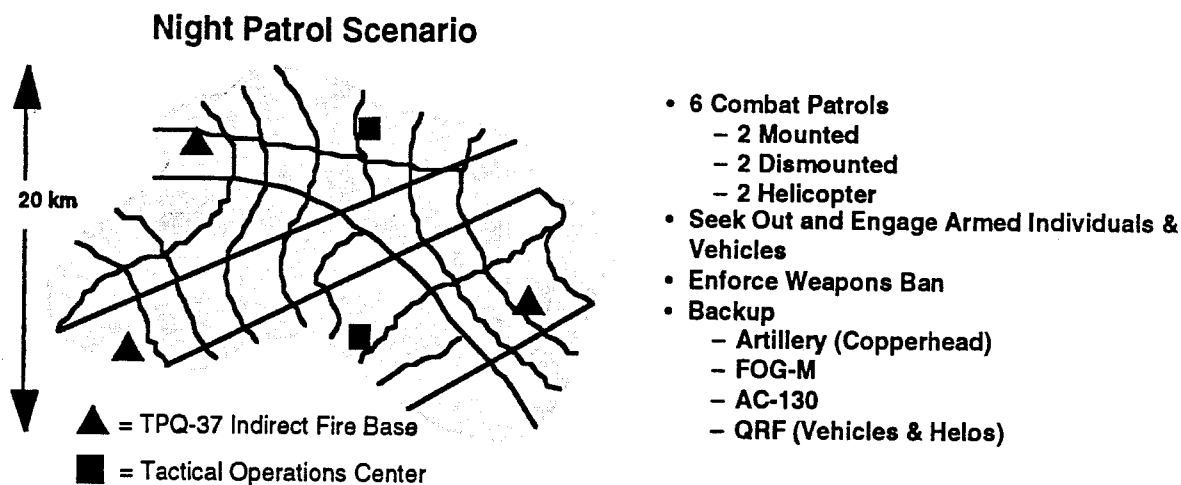 Night Patrol Scenario
20 km
▲ = TPQ-37 Indirect Fire Base
■ = Tactical Operations Center
• 6 Combat Patrols
– 2 Mounted
– 2 Dismounted
– 2 Helicopter
• Seek Out and Engage Armed Individuals &
Vehicles
• Enforce Weapons Ban
• Backup
– Artillery (Copperhead)
– FOG-M
– AC-130
– QRF (Vehicles & Helos)